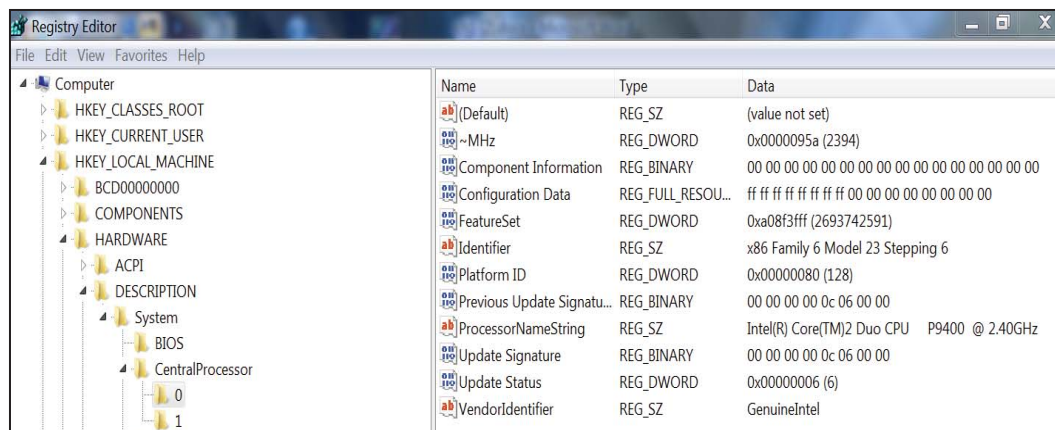 Registry Editor
File Edit View Favorites Help
Computer
HKEY_CLASSES_ROOT
HKEY_CURRENT_USER
HKEY_LOCAL_MACHINE
BCD00000000
COMPONENTS
HARDWARE
ACPI
DESCRIPTION
System
BIOS
CentralProcessor
0
1
Name Type Data
(Default) REG_SZ (value not set)
~MHz REG_DWORD 0x0000095a (2394)
Component Information REG_BINARY 00 00 00 00 00 00 00 00 00 00 00 00 00 00 00 00
Configuration Data REG_FULL_RESOU... ff ff ff ff ff ff ff ff 00 00 00 00 00 00 00 00
FeatureSet REG_DWORD 0xa08f3fff (2693742591)
Identifier REG_SZ x86 Family 6 Model 23 Stepping 6
Platform ID REG_DWORD 0x00000080 (128)
Previous Update Signatu... REG_BINARY 00 00 00 00 0c 06 00 00
ProcessorNameString REG_SZ Intel(R) Core(TM)2 Duo CPU P9400 @ 2.40GHz
Update Signature REG_BINARY 00 00 00 00 0c 06 00 00
Update Status REG_DWORD 0x00000006 (6)
VendorIdentifier REG_SZ GenuineIntel